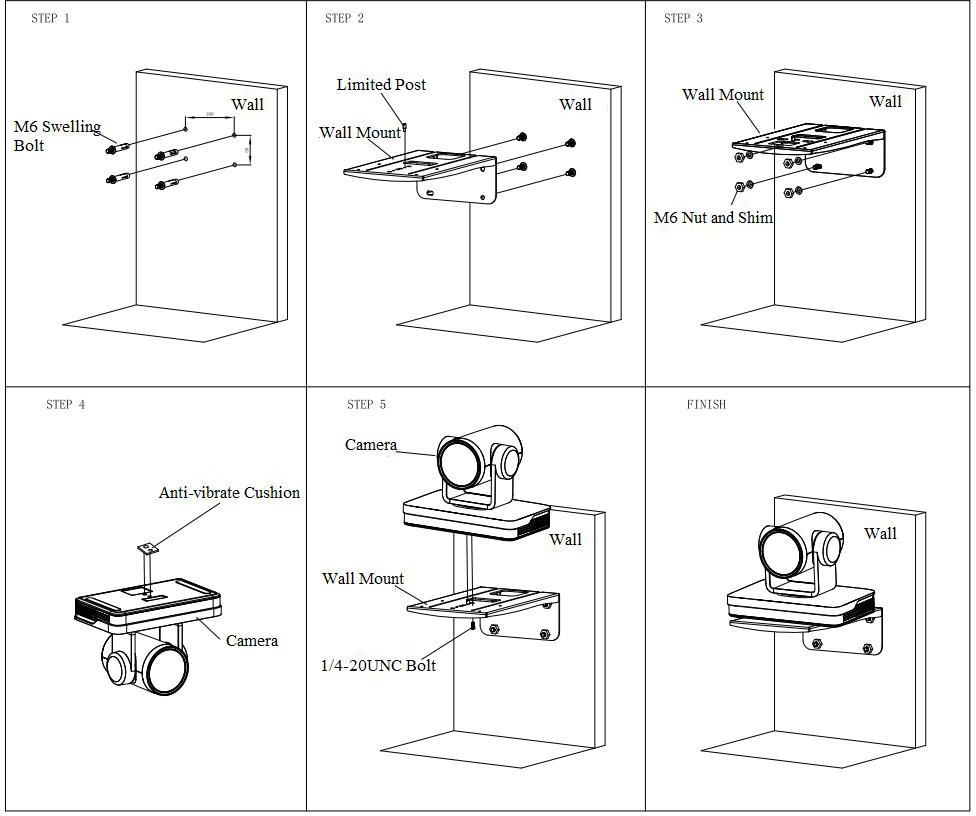 STEP 1
Wall
100
M6 Swelling
Bolt
STEP 2
Limited Post
Wall Mount
Wall
STEP 3
Wall Mount
Wall
M6 Nut and Shim
STEP 4
Anti-vibrate Cushion
Camera
STEP 5
Camera
Wall
Wall Mount
1/4-20UNC Bolt
FINISH
Wall